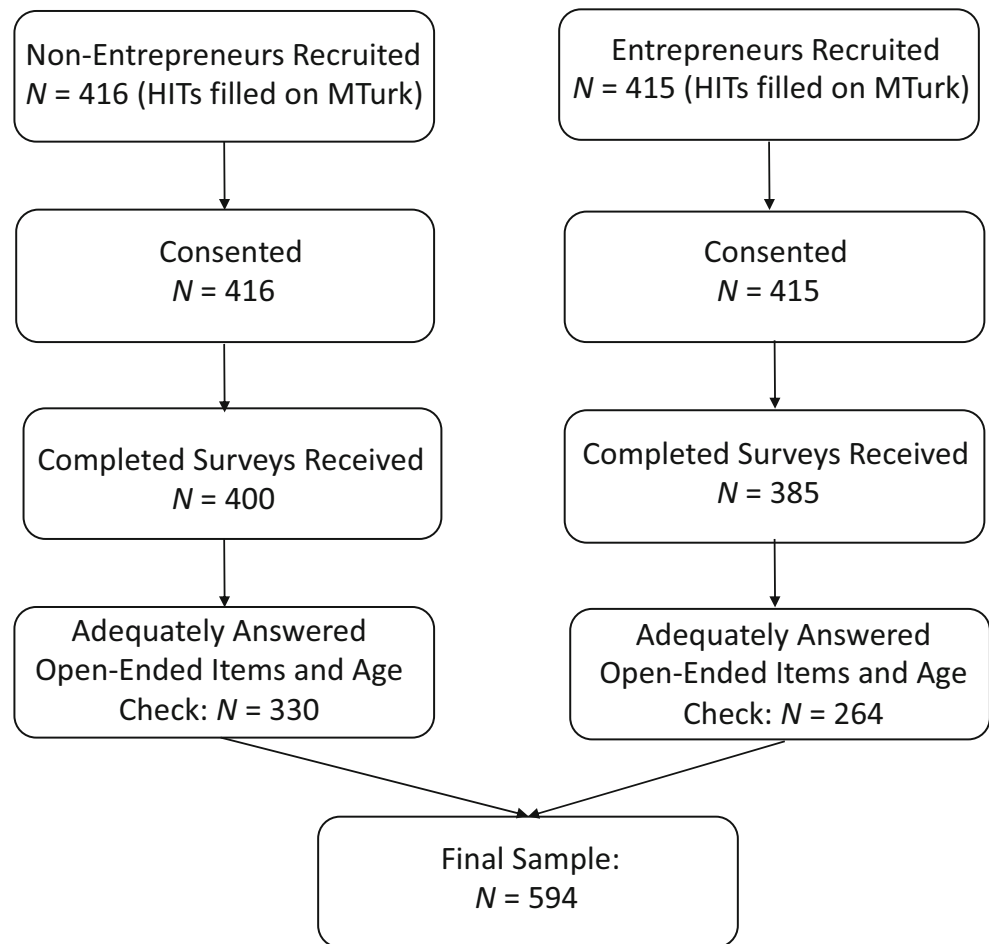 Non-Entrepreneurs Recruited
N = 416 (HITs filled on MTurk)
Entrepreneurs Recruited
N = 415 (HITs filled on MTurk)
Consented
N = 416
Consented
N = 415
Completed Surveys Received
N = 400
Completed Surveys Received
N = 385
Adequately Answered
Open-Ended Items and Age
Check: N = 330
Adequately Answered
Open-Ended Items and Age
Check: N = 264
Final Sample:
N = 594